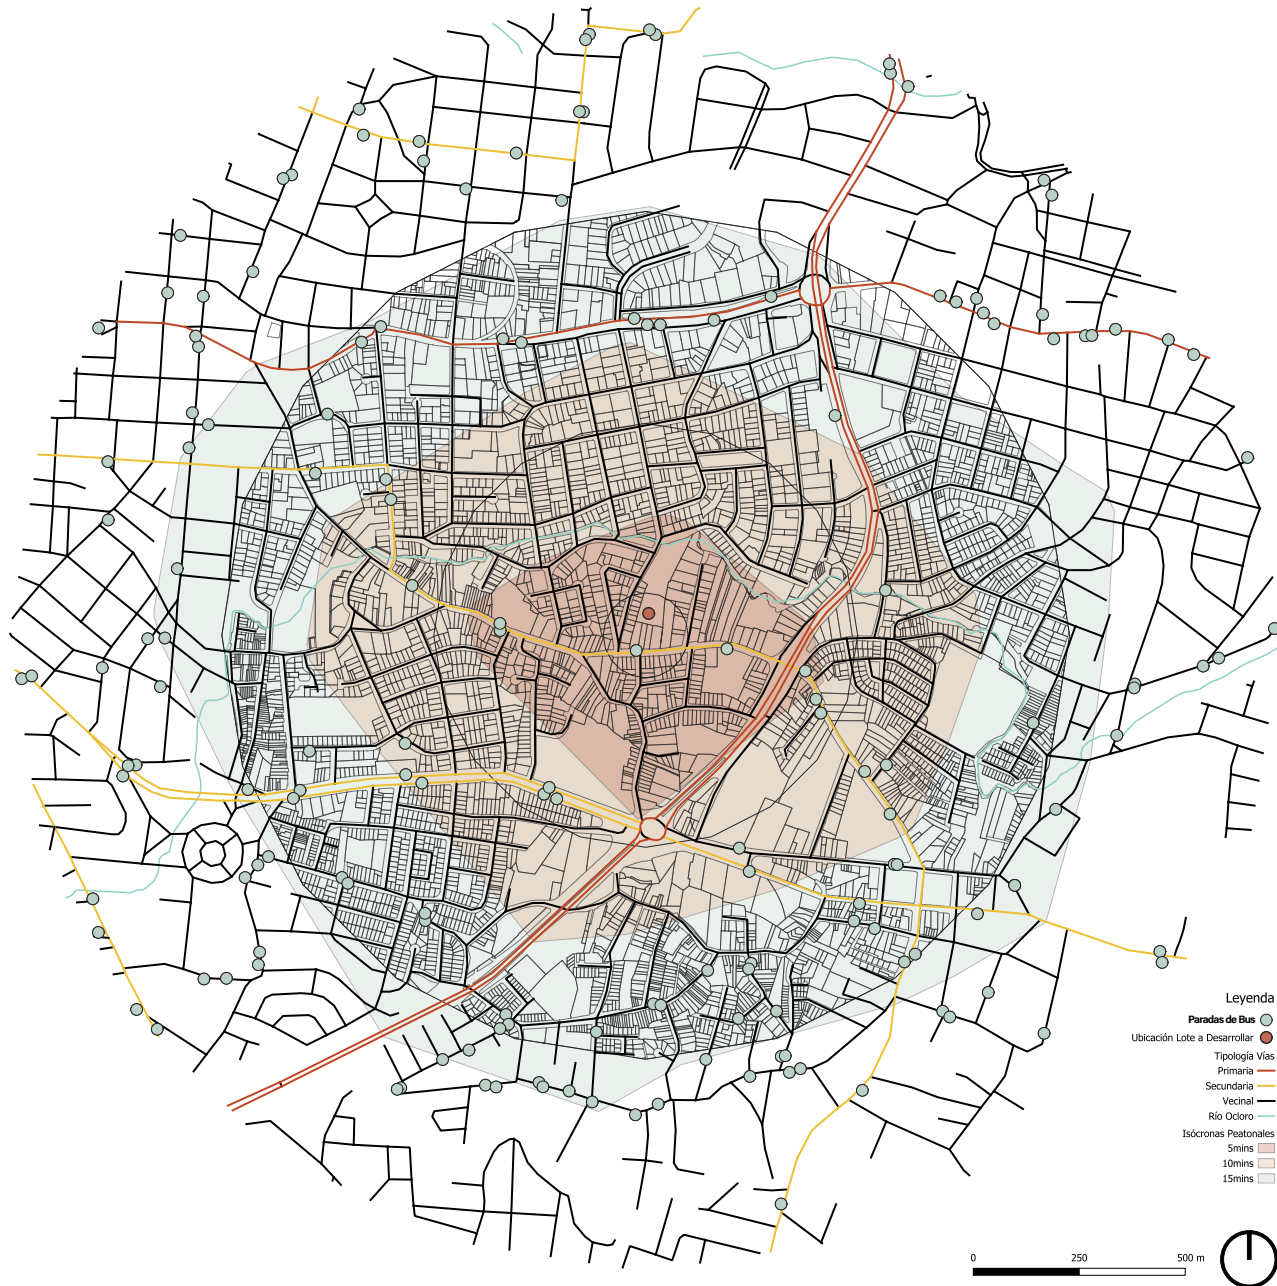 Leyenda
Paradas de Bus
Ubicación Lote a Desarrollar
Tipología Vías
Primaria
Secundaria
Vecinal
Río Ocloro
Isócronas Peatonales
5mins
10mins
15mins
0 250 500 m